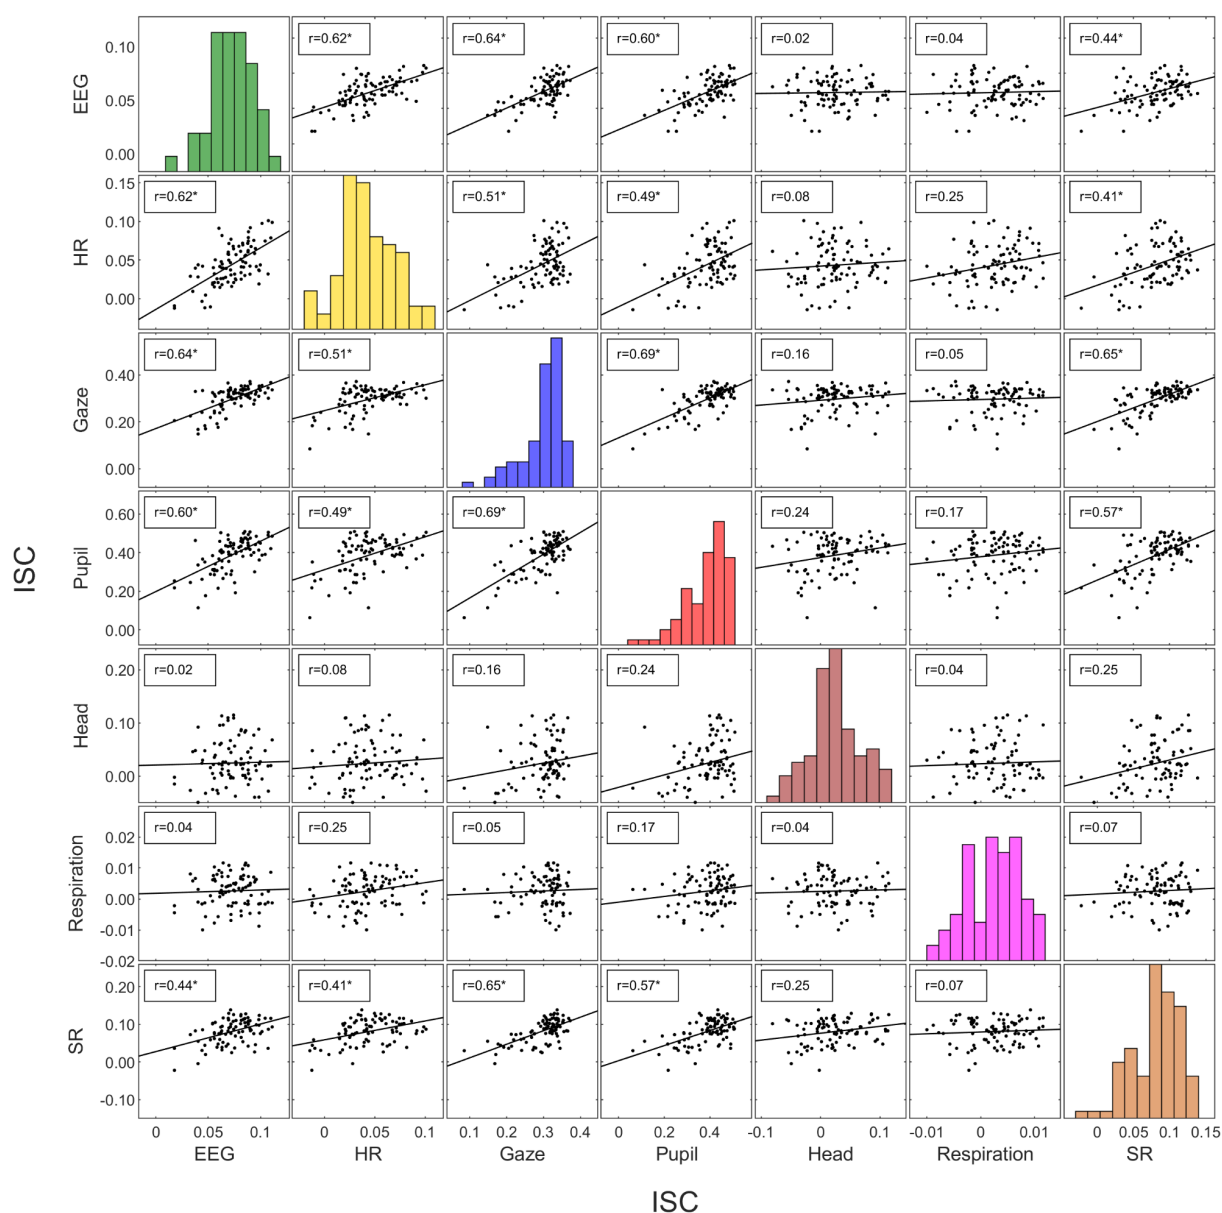 r=0.62* r=0.64* r=0.60* r=0.02 r=0.04 r=0.44*
0.10
0.05
0.00
EEG
r=0.62* r=0.51* r=0.49* r=0.08 r=0.25 r=0.41*
0.15
0.10
0.05
0.00
HR
r=0.64* r=0.51* r=0.69* r=0.16 r=0.05 r=0.65*
0.40
0.20
0.00
Gaze
r=0.60* r=0.49* r=0.69* r=0.24 r=0.17 r=0.57*
0.60
0.40
0.20
0.00
Pupil
ISC
r=0.02 r=0.08 r=0.16 r=0.24 r=0.04 r=0.25
0.20
0.10
0.00
Head
r=0.04 r=0.25 r=0.05 r=0.17 r=0.04 r=0.07
0.02
0.01
0.00
-0.01
-0.02
Respiration
r=0.44* r=0.41* r=0.65* r=0.57* r=0.25 r=0.07
0.20
0.10
0.00
-0.10
SR
0 0.05 0.1 0 0.05 0.1 0.1 0.2 0.3 0.4 0 0.2 0.4 -0.1 0 0.1 -0.01 0 0.01 0 0.05 0.1 0.15
EEG HR Gaze Pupil Head Respiration SR
ISC